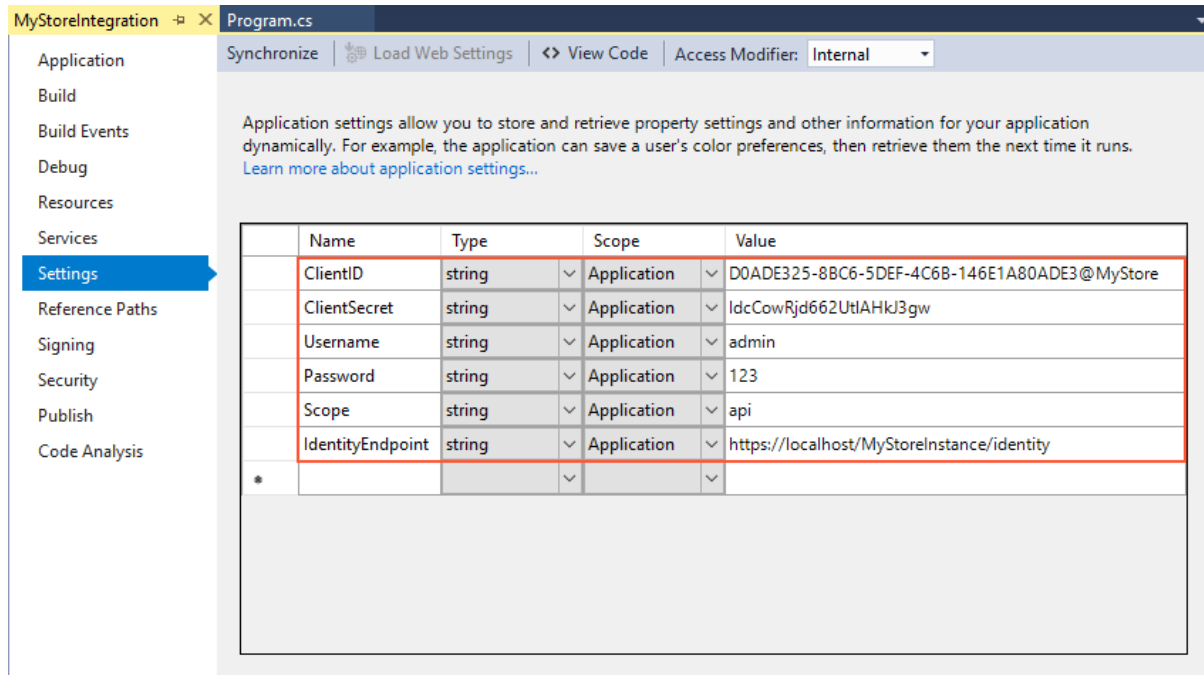 MyStoreIntegration Program.cs
Synchronize Load Web Settings <> View Code Access Modifier: Internal
Application
Build
Build Events
Debug
Resources
Services
Settings
Reference Paths
Signing
Security
Publish
Code Analysis
Application settings allow you to store and retrieve property settings and other information for your application
dynamically. For example, the application can save a user's color preferences, then retrieve them the next time it runs.
Learn more about application settings...
Name Type Scope Value
ClientID string Application D0ADE325-8BC6-5DEF-4C6B-146E1A80ADE3@MyStore
ClientSecret string Application IdcCowRjd662UtIAHkJ3gw
Username string Application admin
Password string Application 123
Scope string Application api
IdentityEndpoint string Application https://localhost/MyStoreInstance/identity
*